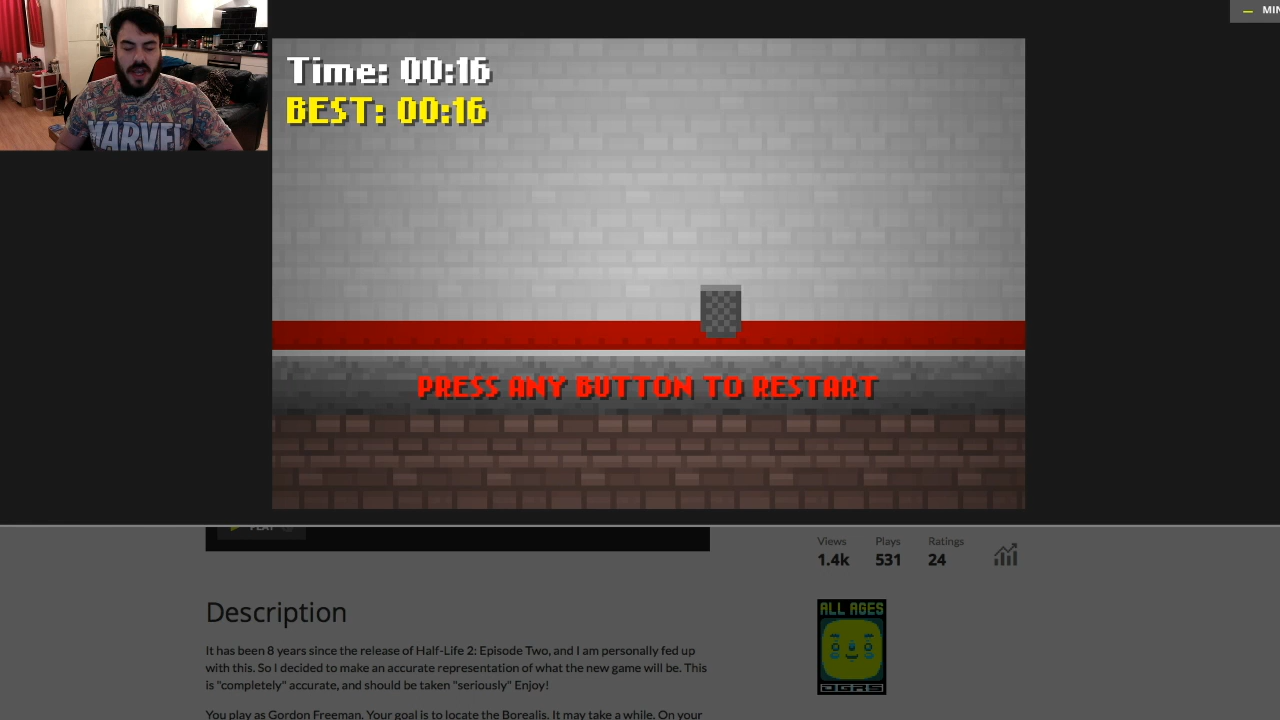 MIN
Time: 00:16
BEST: 00:16
MARVEL
PRESS ANY BUTTON TO RESTART
PLAY
Views
Plays
Ratings
1.4k
531
24
ALL AGES
DGAS
Description
It has been 8 years since the release of Half-Life 2: Episode Two, and I am personally fed up
with this. So I decided to make an accurate representation of what the new game will be. This
is "completely" accurate, and should be taken "seriously" Enjoy!
You play as Gordon Freeman. Your goal is to locate the Borealis. It may take a while. On your